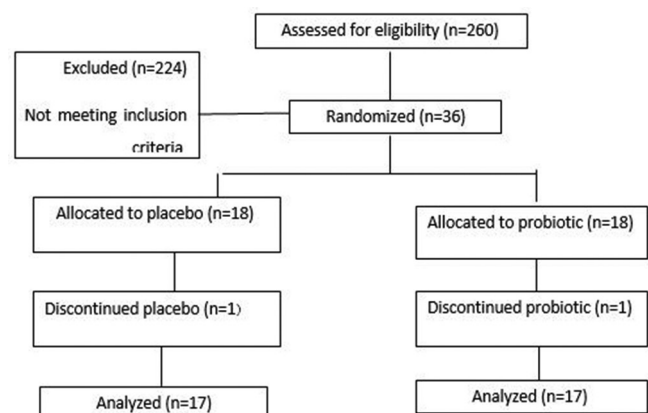 Assessed for eligibility (n=260)
Excluded (n=224)
Not meeting inclusion
criteria
Randomized (n=36)
Allocated to placebo (n=18)
Allocated to probiotic (n=18)
Discontinued placebo (n=1)
Discontinued probiotic (n=1)
Analyzed (n=17)
Analyzed (n=17)